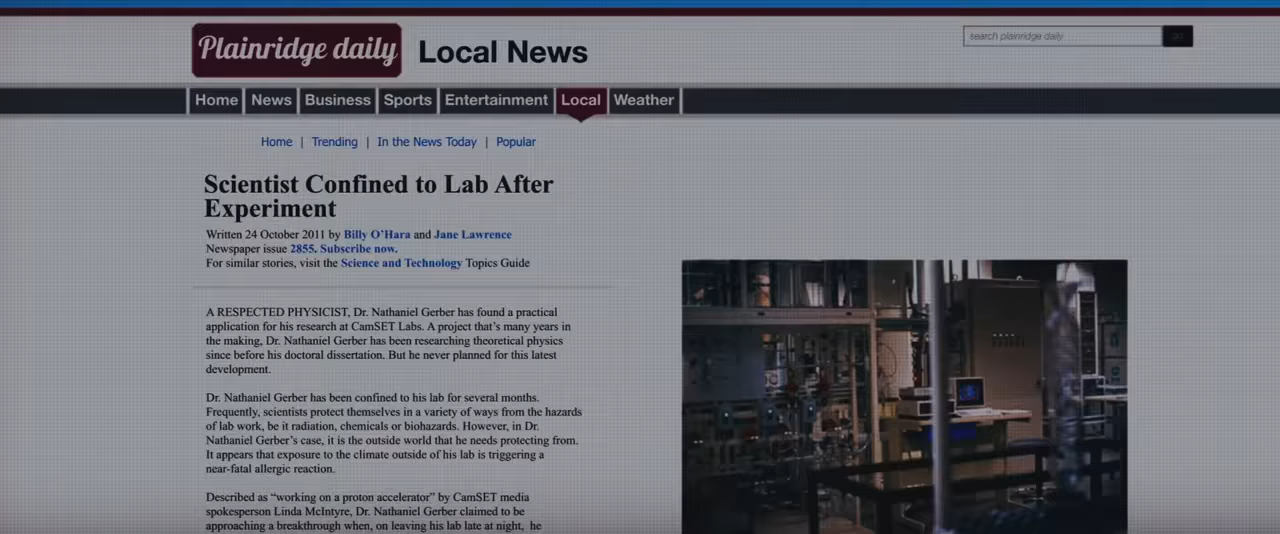 Plainridge daily
Local News
search plainridge daily
go
Home
News
Business
Sports
Entertainment
Local
Weather
Home | Trending | In the News Today | Popular
Scientist Confined to Lab After
Experiment
Written 24 October 2011 by Billy O'Hara and Jane Lawrence
Newspaper issue 2855. Subscribe now.
For similar stories, visit the Science and Technology Topics Guide
A RESPECTED PHYSICIST, Dr. Nathaniel Gerber has found a practical
application for his research at CamSET Labs. A project that's many years in
the making, Dr. Nathaniel Gerber has been researching theoretical physics
since before his doctoral dissertation. But he never planned for this latest
development.
Dr. Nathaniel Gerber has been confined to his lab for several months.
Frequently, scientists protect themselves in a variety of ways from the hazards
of lab work, be it radiation, chemicals or biohazards. However, in Dr.
Nathaniel Gerber's case, it is the outside world that he needs protecting from.
It appears that exposure to the climate outside of his lab is triggering a
near-fatal allergic reaction.
Described as “working on a proton accelerator” by CamSET media
spokesperson Linda McIntyre, Dr. Nathaniel Gerber claimed to be
approaching a breakthrough when, on leaving his lab late at night, he